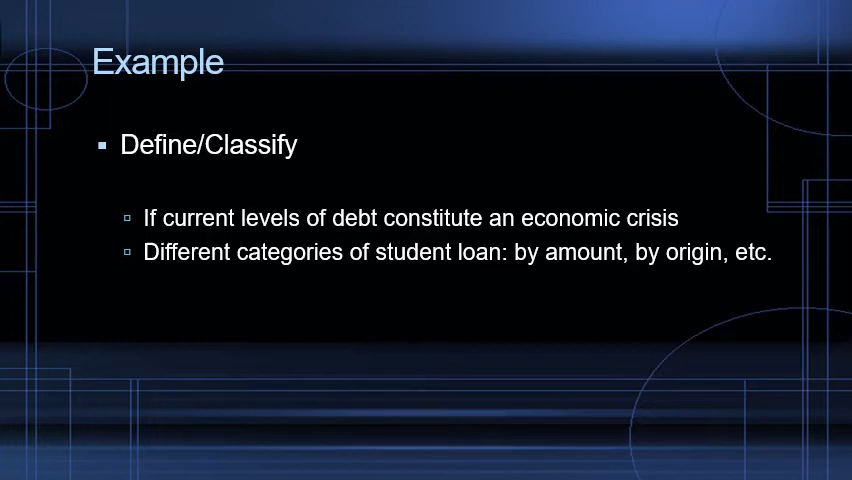 Example
Define/Classify
If current levels of debt constitute an economic crisis
Different categories of student loan: by amount, by origin, etc.